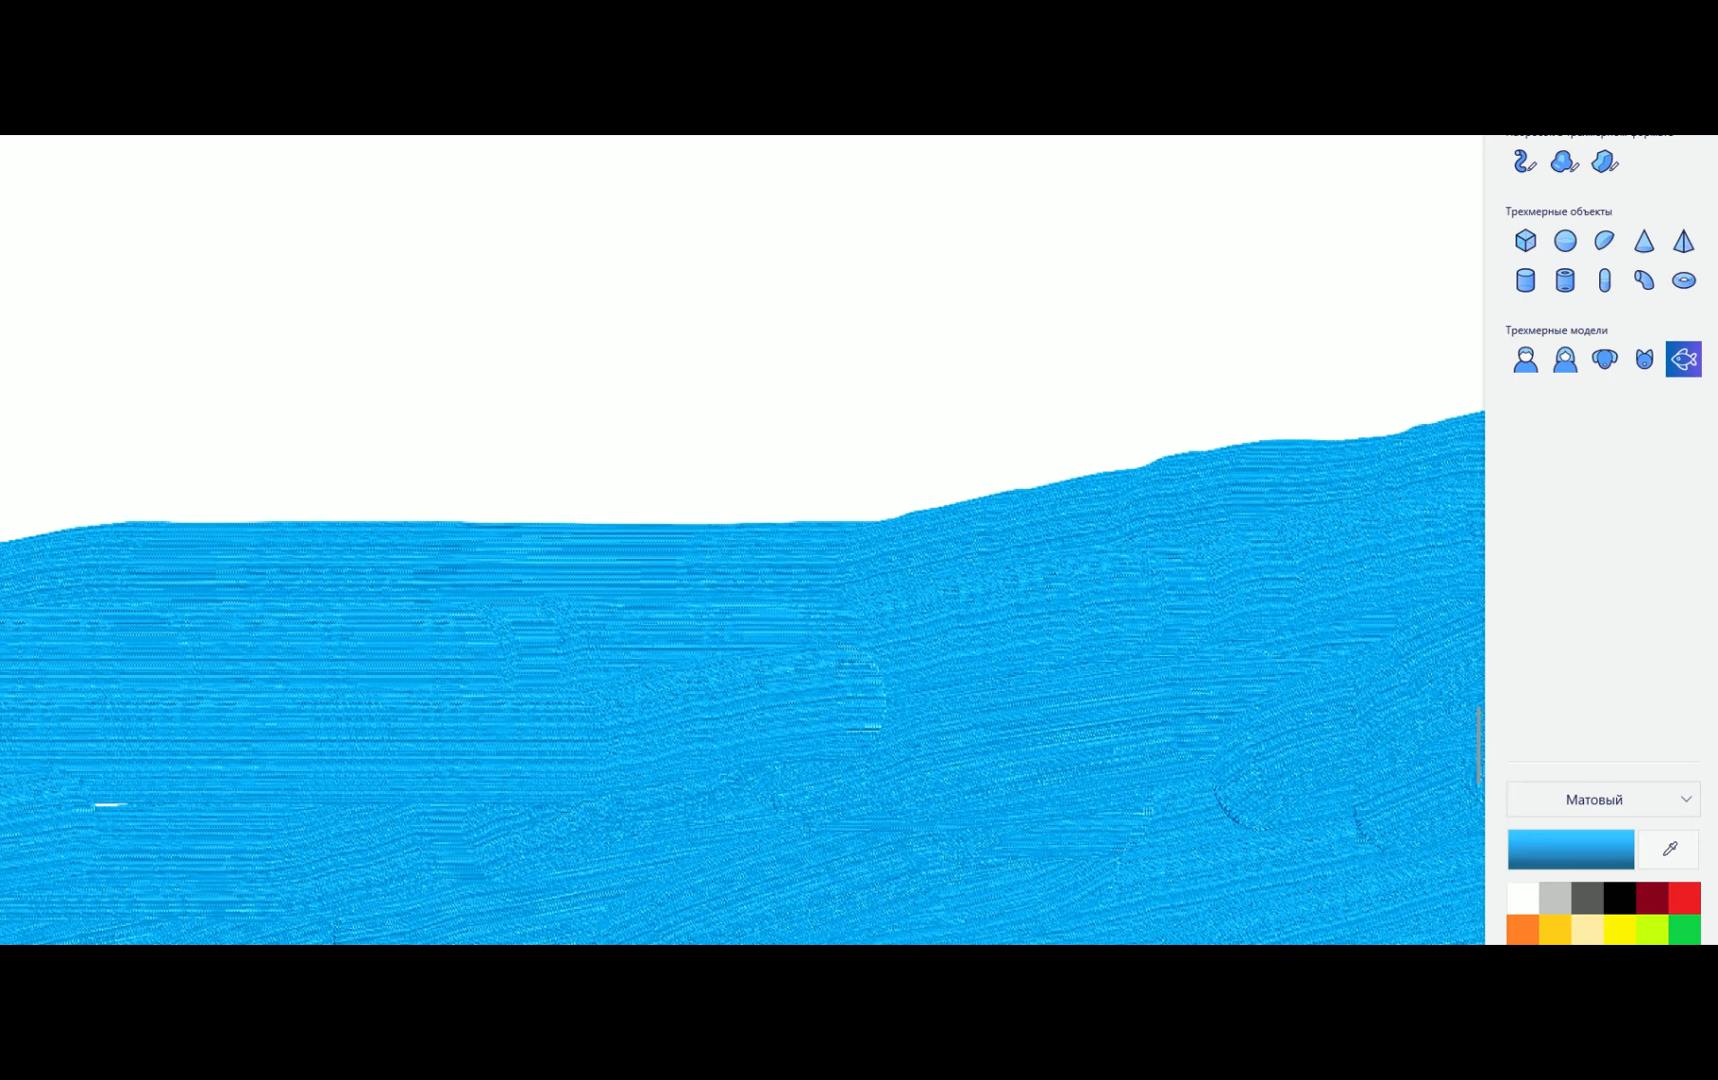 Трехмерные объекты
Трехмерные модели
Матовый